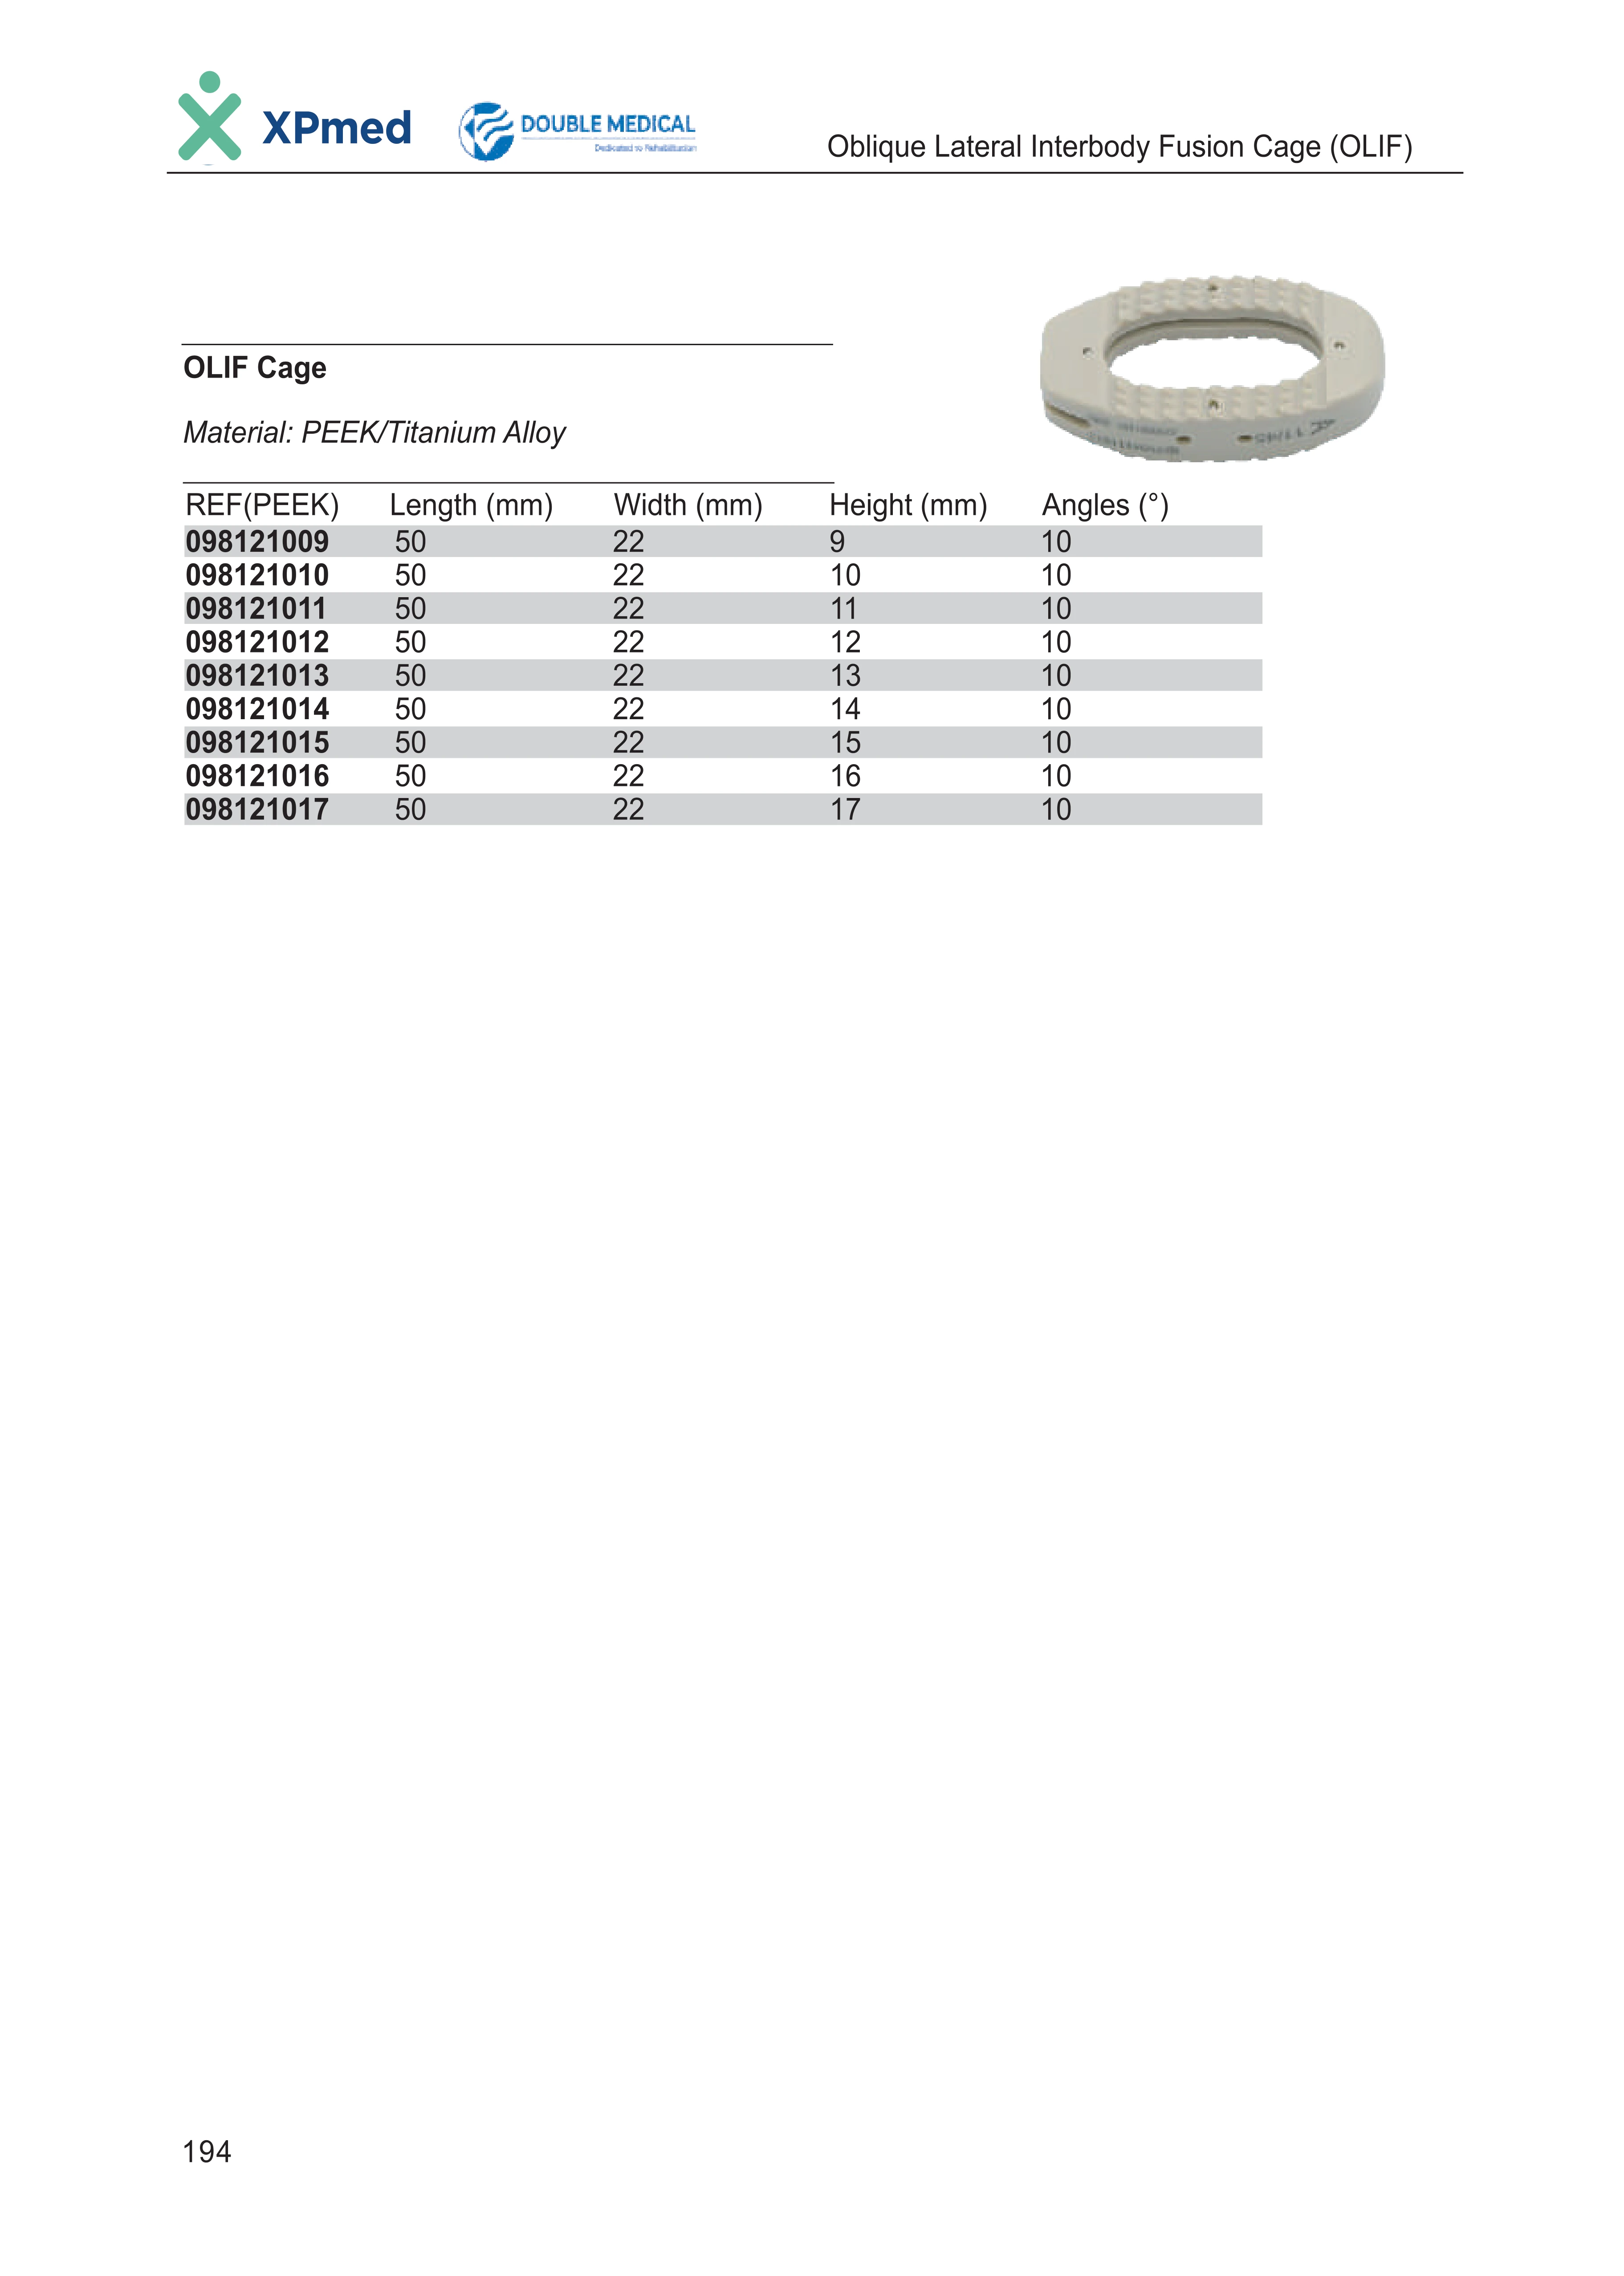 XPmed
DOUBLE MEDICAL
Dedicated to Rehabilitation
Oblique Lateral Interbody Fusion Cage (OLIF)
OLIF Cage
Material: PEEK/Titanium Alloy
REF(PEEK) Length (mm) Width (mm) Height (mm) Angles (°)
098121009 50 22 9 10
098121010 50 22 10 10
098121011 50 22 11 10
098121012 50 22 12 10
098121013 50 22 13 10
098121014 50 22 14 10
098121015 50 22 15 10
098121016 50 22 16 10
098121017 50 22 17 10
194